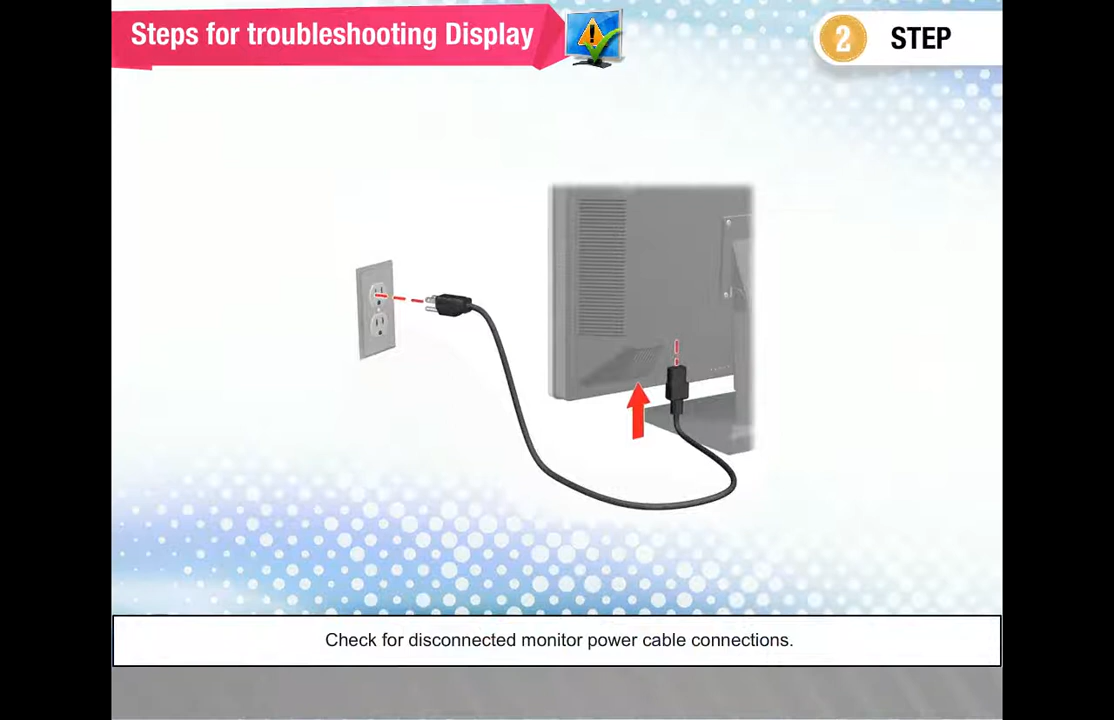 Steps for troubleshooting Display
2 STEP
Check for disconnected monitor power cable connections.